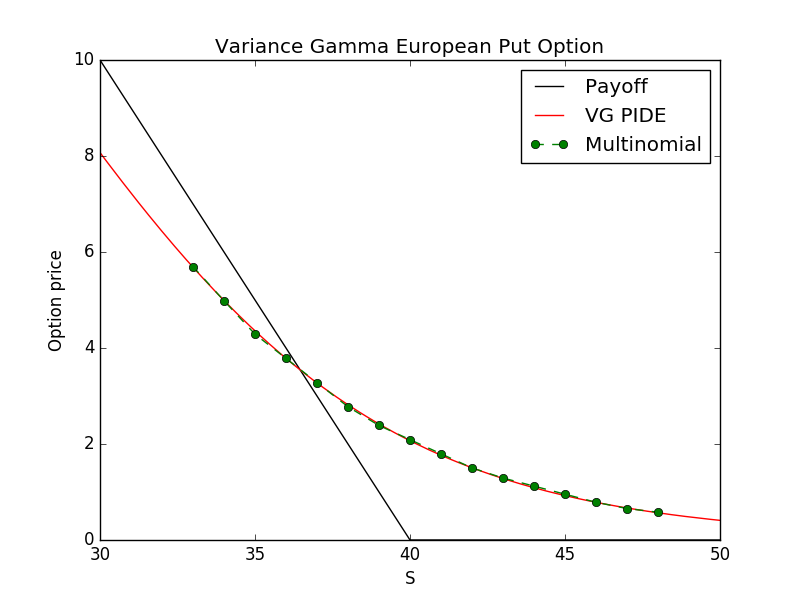 Variance Gamma European Put Option
Payoff
VG PIDE
Multinomial
Option price
10
8
6
4
2
0
30 35 40 45 50
S